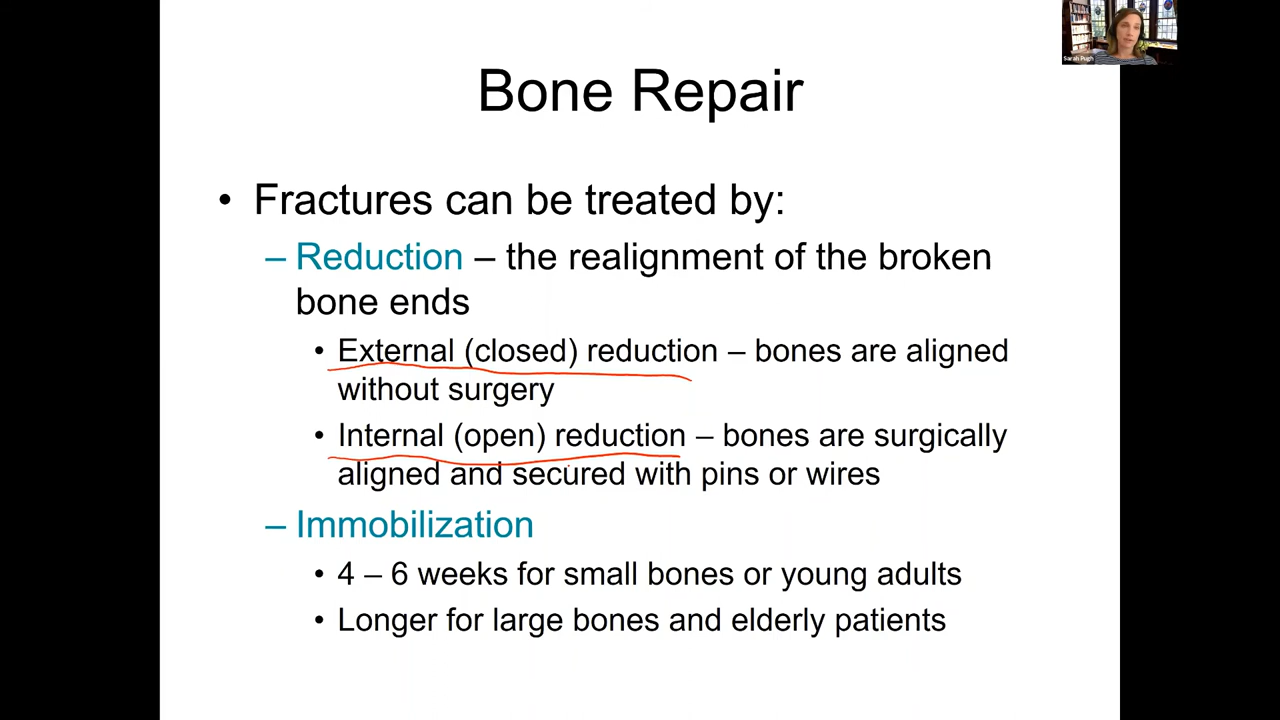 Sarah Pugh
Bone Repair
• Fractures can be treated by:
– Reduction – the realignment of the broken
bone ends
• External (closed) reduction – bones are aligned
without surgery
• Internal (open) reduction – bones are surgically
aligned and secured with pins or wires
– Immobilization
• 4 – 6 weeks for small bones or young adults
• Longer for large bones and elderly patients